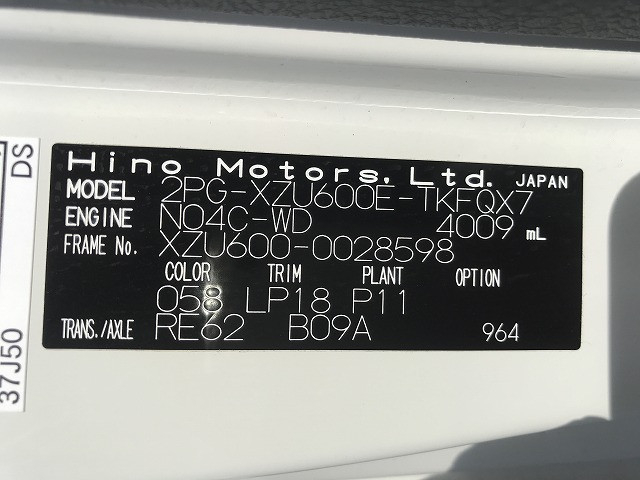 Hino Motors, Ltd. JAPAN
MODEL 2PG-XZU600E-TKFQX7
ENGINE N04C-WD 4009 mL
FRAME No. XZU600-0028598
COLOR TRIM PLANT OPTION
058 LP18 P11
TRANS./AXLE RE62 B09A 964
DS
37J50